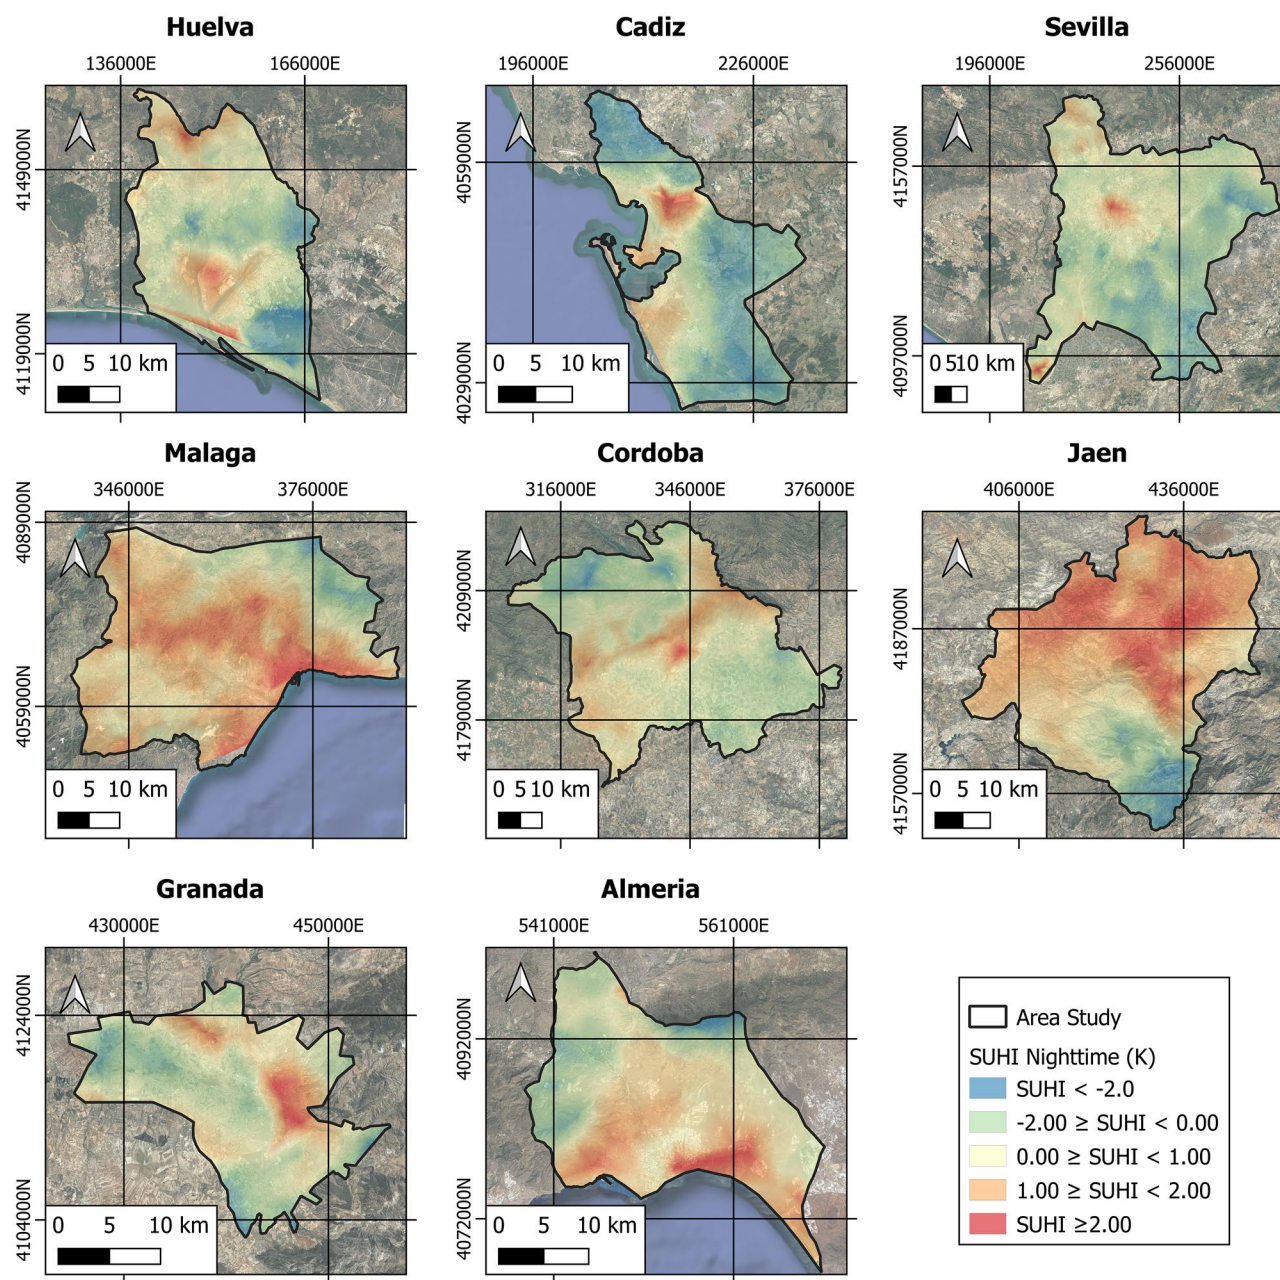 Huelva
136000E 166000E
4149000N
4119000N
0 5 10 km
Cadiz
196000E 226000E
4059000N
4029000N
0 5 10 km
Sevilla
196000E 256000E
4157000N
4097000N
0 510 km
Malaga
346000E 376000E
4089000N
4059000N
0 5 10 km
Cordoba
316000E 346000E 376000E
4209000N
4179000N
0 5 10 km
Jaen
406000E 436000E
4187000N
4157000N
0 5 10 km
Granada
430000E 450000E
4124000N
4104000N
0 5 10 km
Almeria
541000E 561000E
4092000N
4072000N
0 5 10 km
Area Study
SUHI Nighttime (K)
SUHI < -2.0
-2.00 ≥ SUHI < 0.00
0.00 ≥ SUHI < 1.00
1.00 ≥ SUHI < 2.00
SUHI ≥2.00